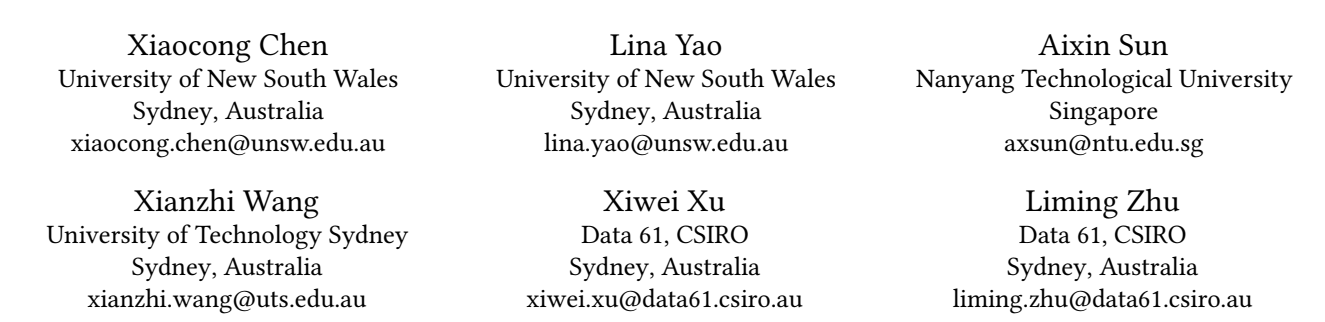 Xiaocong Chen
University of New South Wales
Sydney, Australia
xiaocong.chen@unsw.edu.au
Lina Yao
University of New South Wales
Sydney, Australia
lina.yao@unsw.edu.au
Aixin Sun
Nanyang Technological University
Singapore
axsun@ntu.edu.sg
Xianzhi Wang
University of Technology Sydney
Sydney, Australia
xianzhi.wang@uts.edu.au
Xiwei Xu
Data 61, CSIRO
Sydney, Australia
xiwei.xu@data61.csiro.au
Liming Zhu
Data 61, CSIRO
Sydney, Australia
liming.zhu@data61.csiro.au